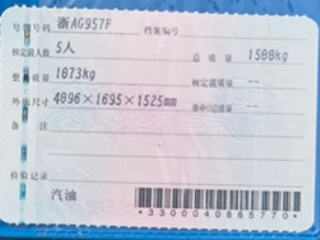 号牌号码 浙AG957F 档案编号
核定载人数 5人 总质量 1500kg
整备质量 1073kg 核定载质量 --
外廓尺寸 4096×1695×1525mm 准牵引总质量 --
备注
检验记录
汽油
*3300040865770*